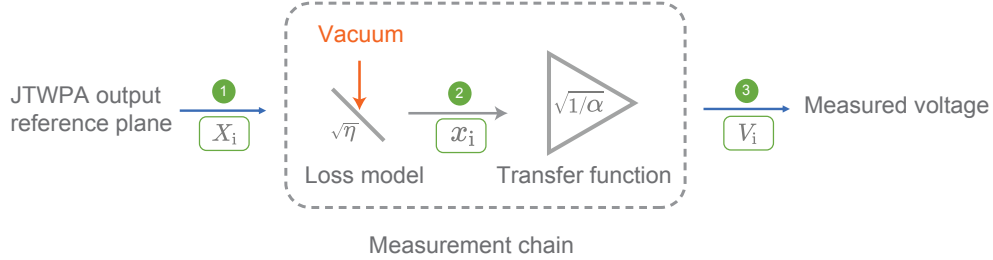 Vacuum
JTWPA output
reference plane
1
X_i
√η
2
x_i
√1/α
3
V_i
Measured voltage
Loss model
Transfer function
Measurement chain